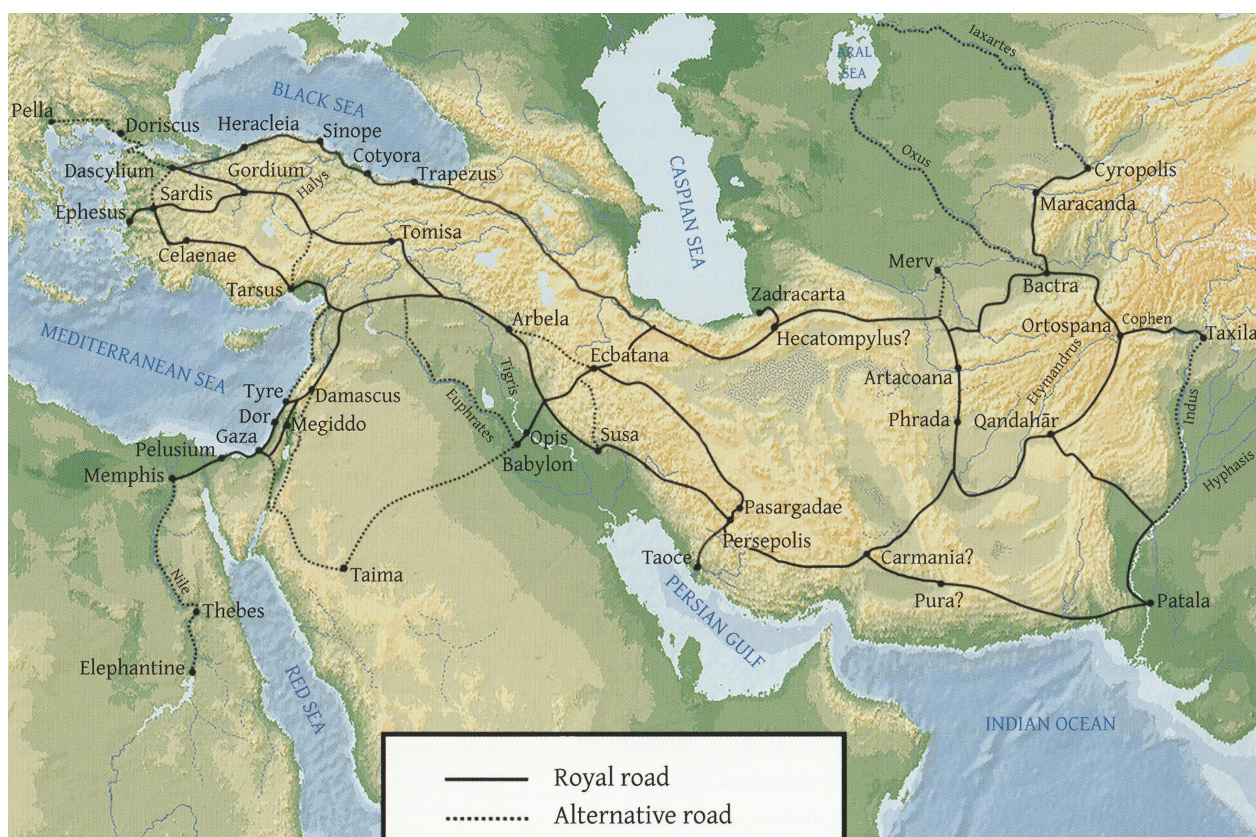 Iaxartes
ARAL
SEA
BLACK SEA
Pella
Doriscus
Heracleia
Sinope
Cotyora
Trapezus
Dascylium
Gordium
Halys
Sardis
Ephesus
Celaenae
Tomisa
Tarsus
CASPIAN SEA
Oxus
Cyropolis
Maracanda
Merv
Bactra
Zadracarta
Hecatompylus?
Ortospana
Cophen
Taxila
MEDITERRANEAN SEA
Arbela
Ecbatana
Tigris
Artacoana
Etymandrus
Tyre
Damascus
Dor
Megiddo
Gaza
Pelusium
Memphis
Euphrates
Opis
Babylon
Susa
Phrada
Qandahār
Indus
Hyphasis
Pasargadae
Persepolis
Taoce
Carmania?
Pura?
Patala
Taima
Nile
Thebes
Elephantine
PERSIAN GULF
RED SEA
INDIAN OCEAN
Royal road
Alternative road